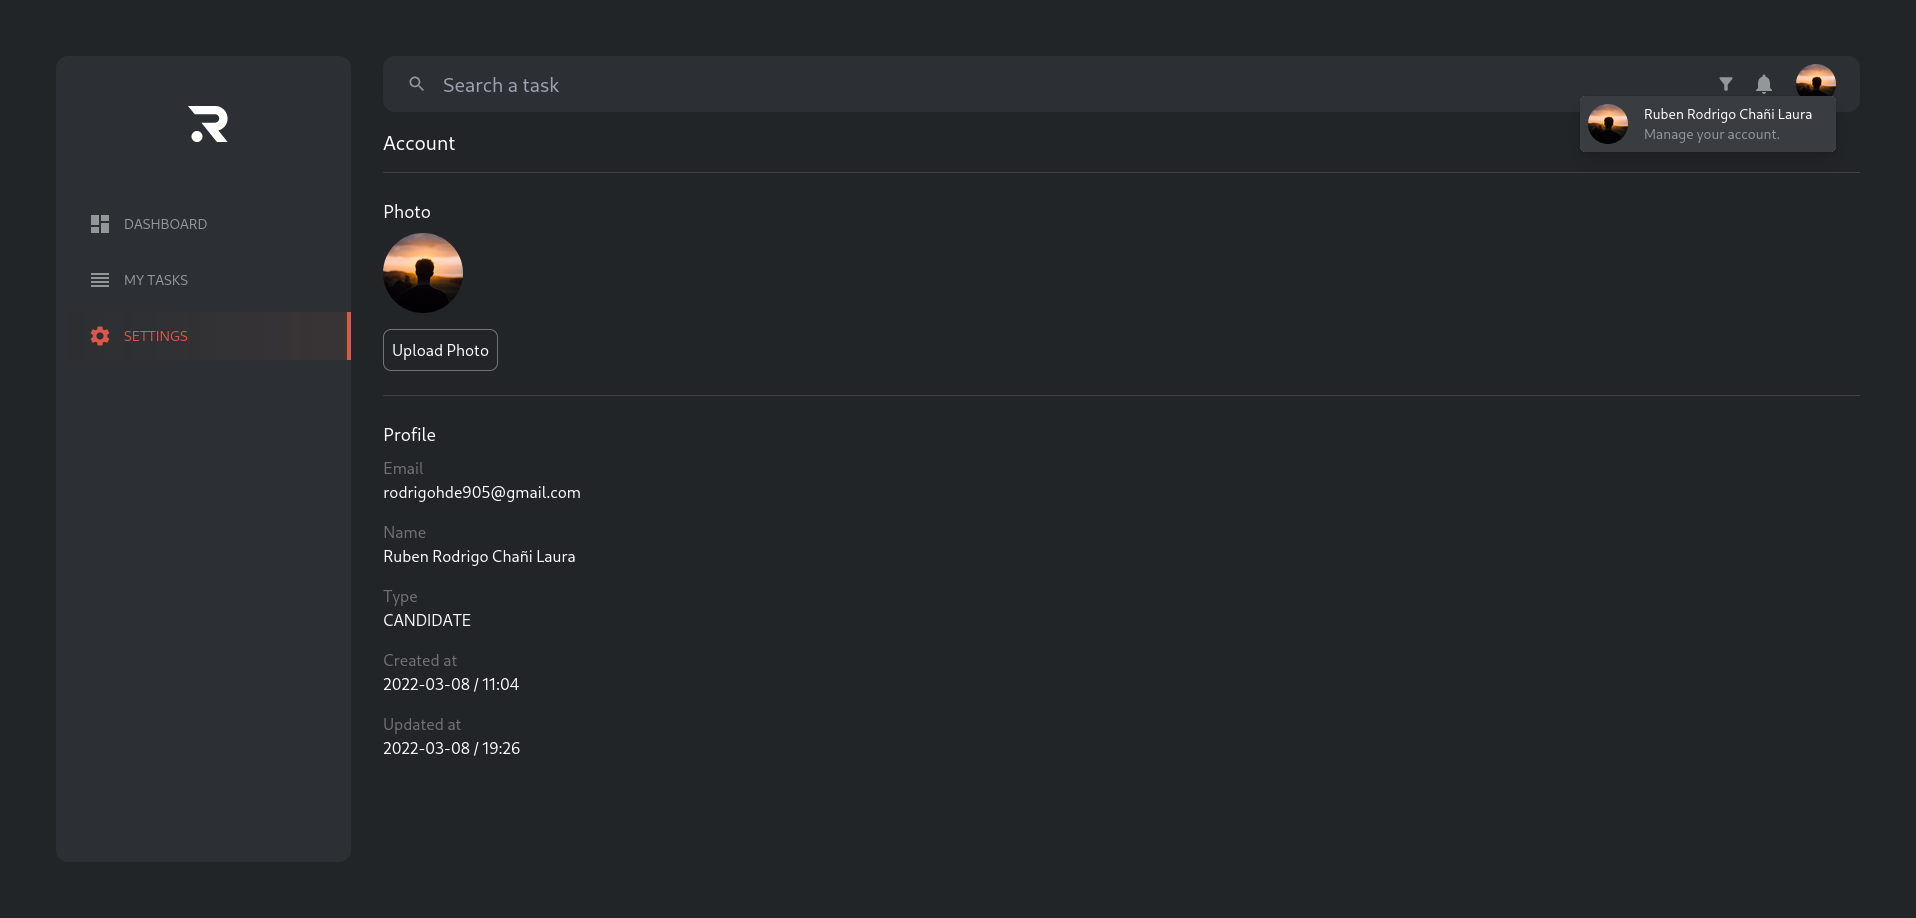 Search a task
Ruben Rodrigo Chañi Laura
Manage your account.
DASHBOARD
MY TASKS
SETTINGS
Account
Photo
Upload Photo
Profile
Email
rodrigohde905@gmail.com
Name
Ruben Rodrigo Chañi Laura
Type
CANDIDATE
Created at
2022-03-08 / 11:04
Updated at
2022-03-08 / 19:26